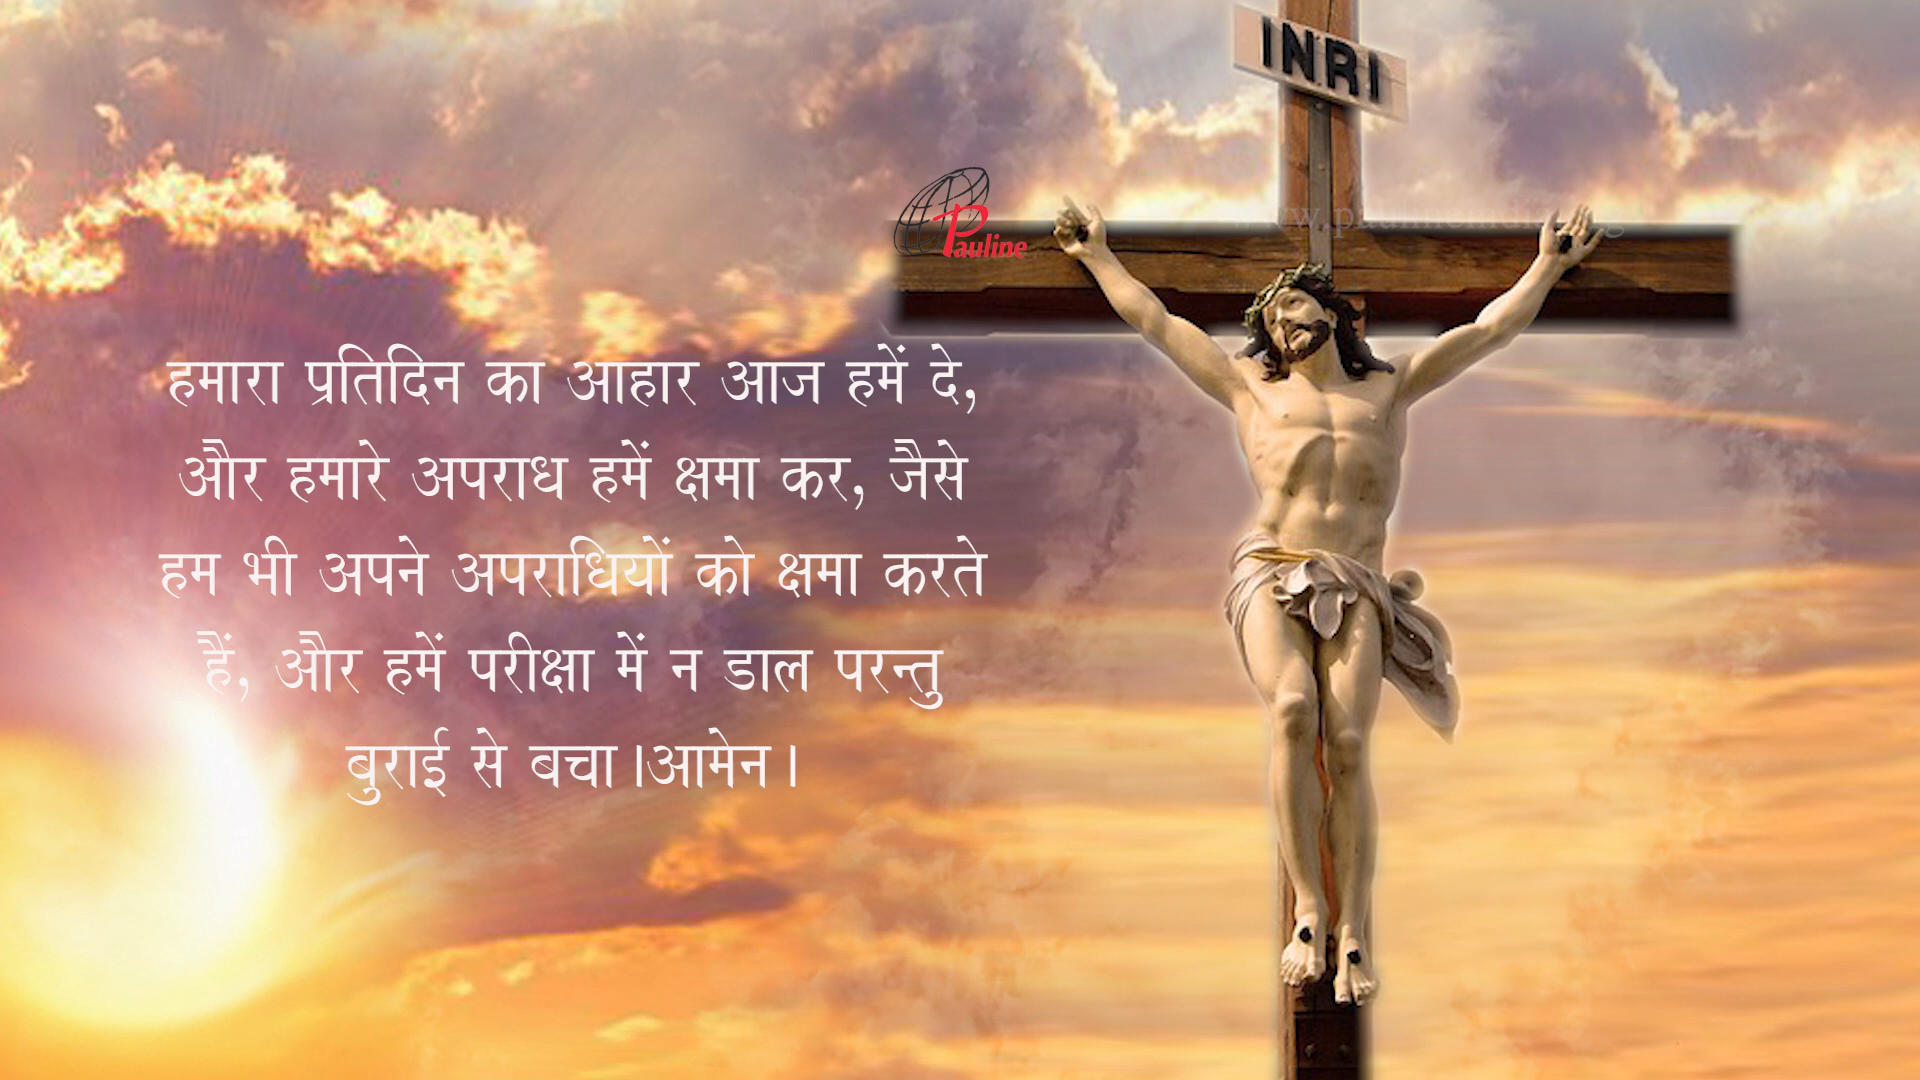 INRI
Pauline
हमारा प्रतिदिन का आहार आज हमें दे,
और हमारे अपराध हमें क्षमा कर, जैसे
हम भी अपने अपराधियों को क्षमा करते
हैं, और हमें परीक्षा में न डाल परन्तु
बुराई से बचा।आमेन।